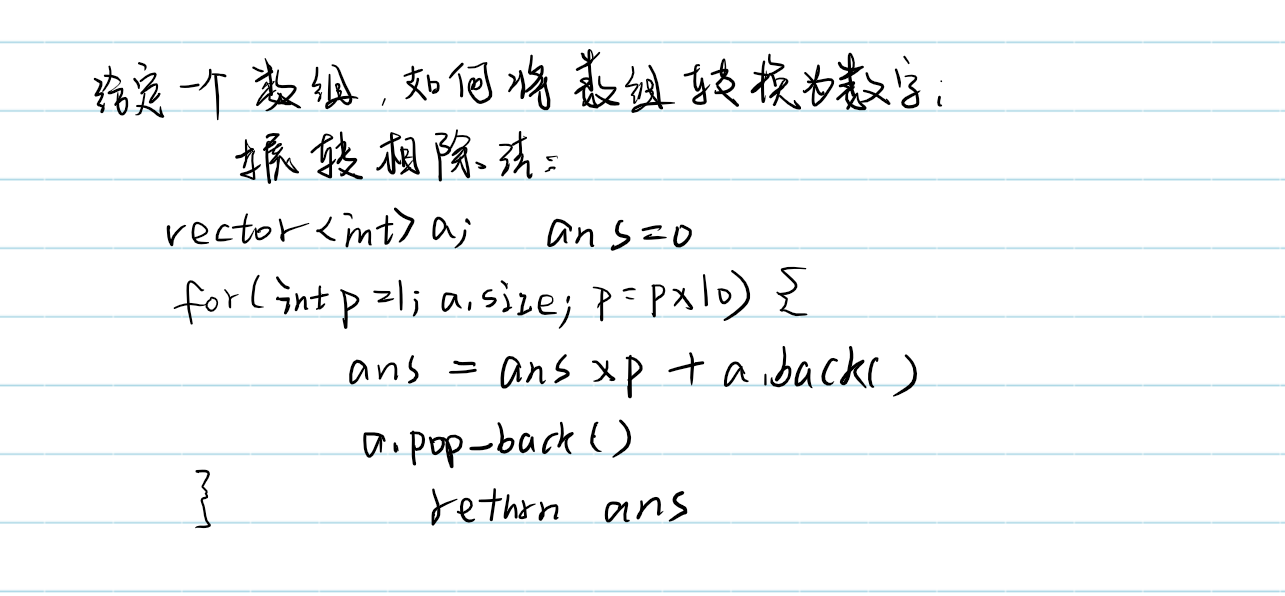 给定一个数组,如何将数组转换为数字;
辗转相除法:
vector<int> a; ans=0
for(int p=1; a.size; p=p×10) {
ans = ans×p + a.back()
a.pop_back()
} return ans